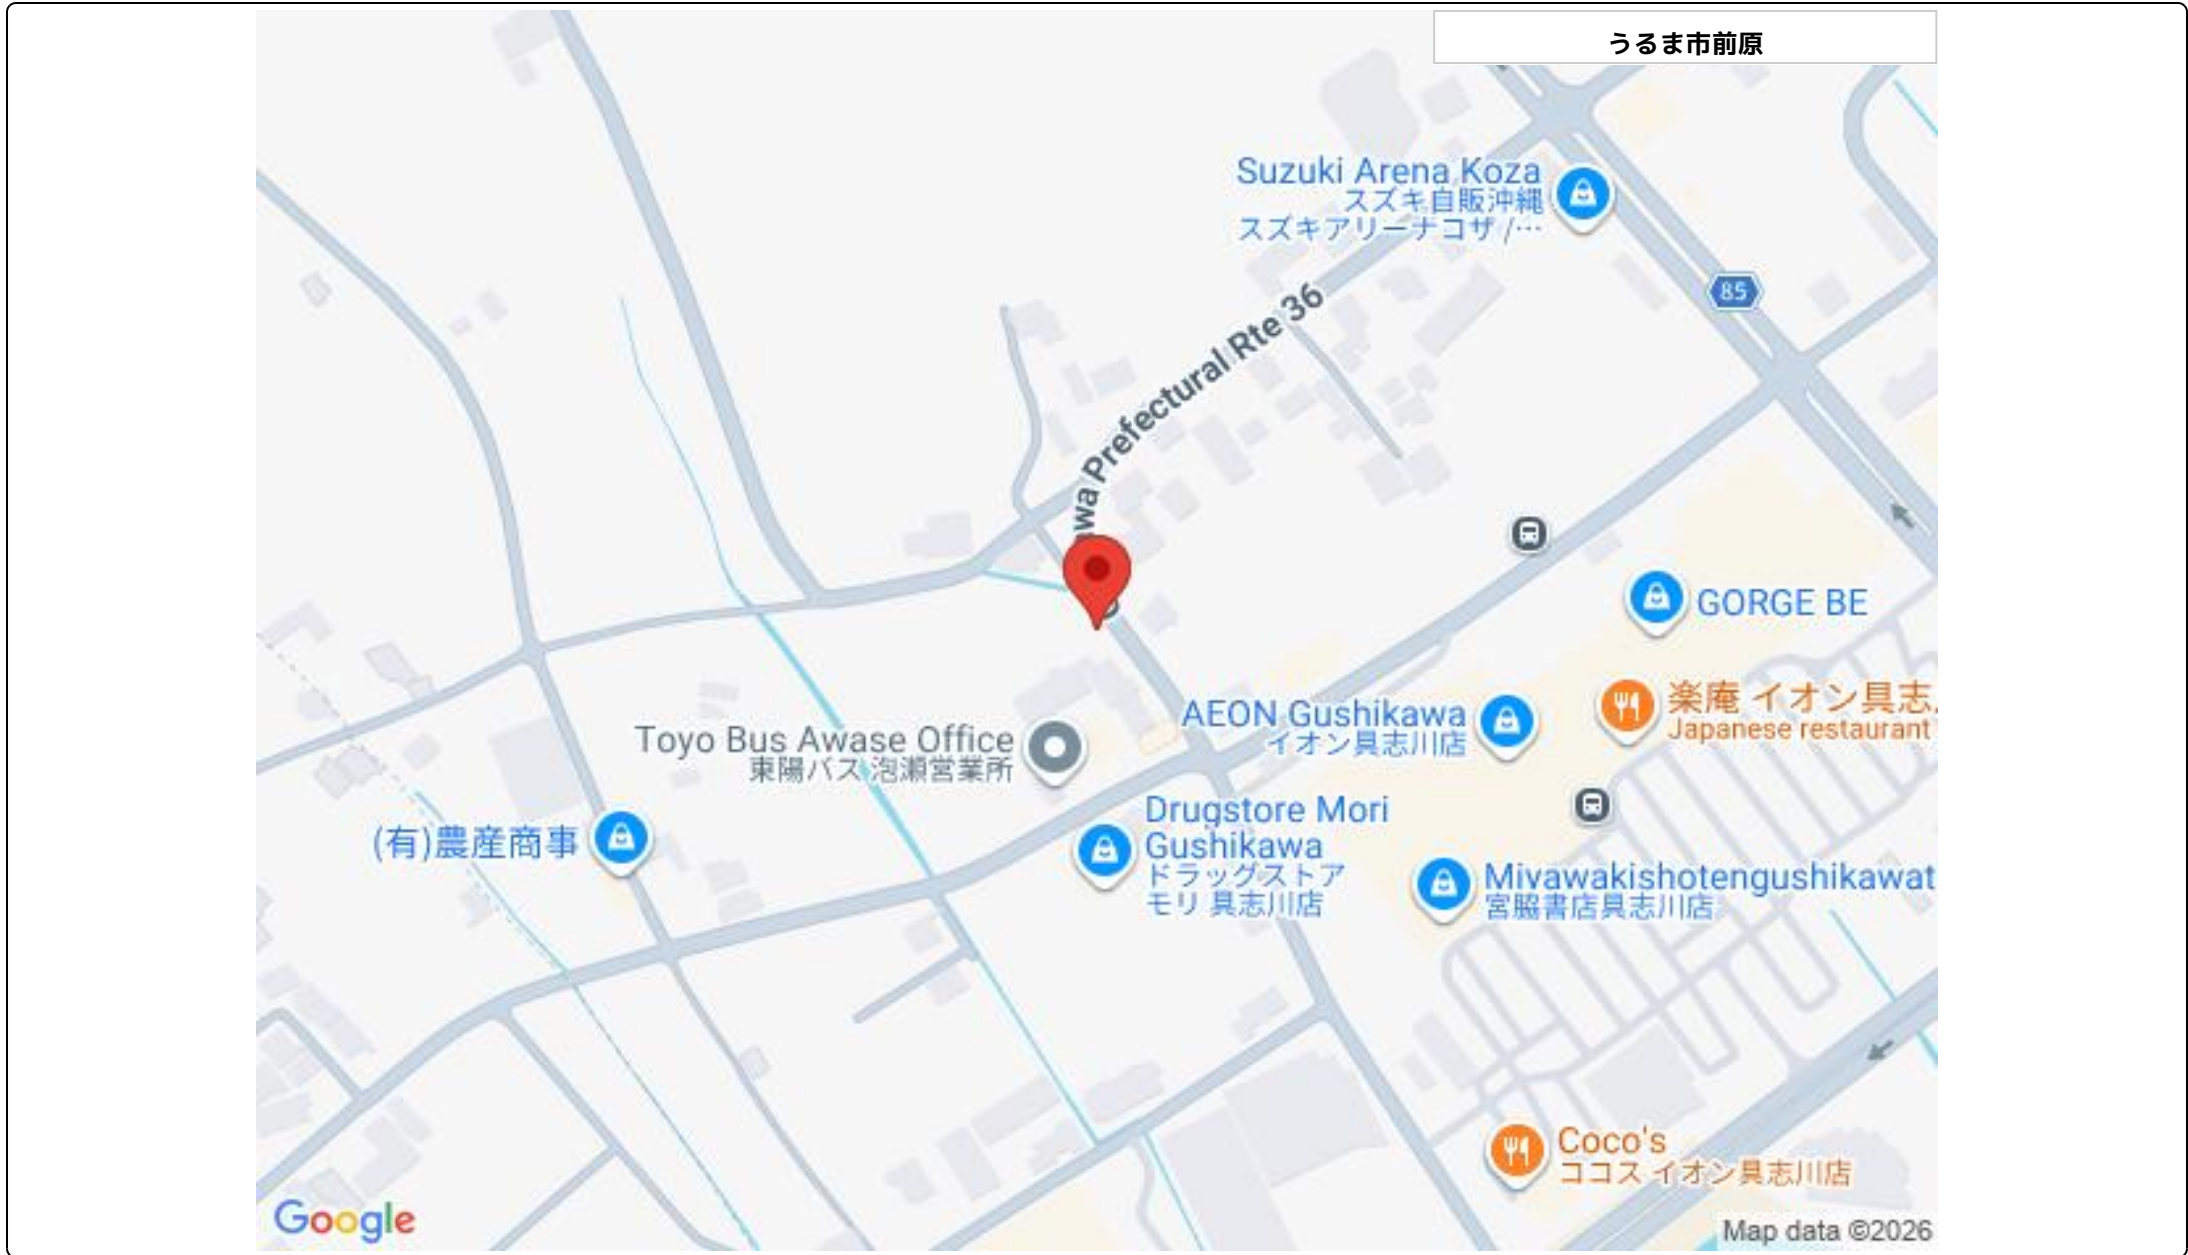 うるま市前原
Suzuki Arena Koza
スズキ自販沖縄
スズキアリーナコザ /…
85
wa Prefectural Rte 36
GORGE BE
楽庵 イオン具志
Japanese restaurant
AEON Gushikawa
イオン具志川店
Toyo Bus Awase Office
東陽バス 泡瀬営業所
(有)農産商事
Drugstore Mori
Gushikawa
ドラッグストア
モリ 具志川店
Miyawakishotengushikawat
宮脇書店具志川店
Coco's
ココス イオン具志川店
Google
Map data ©2026